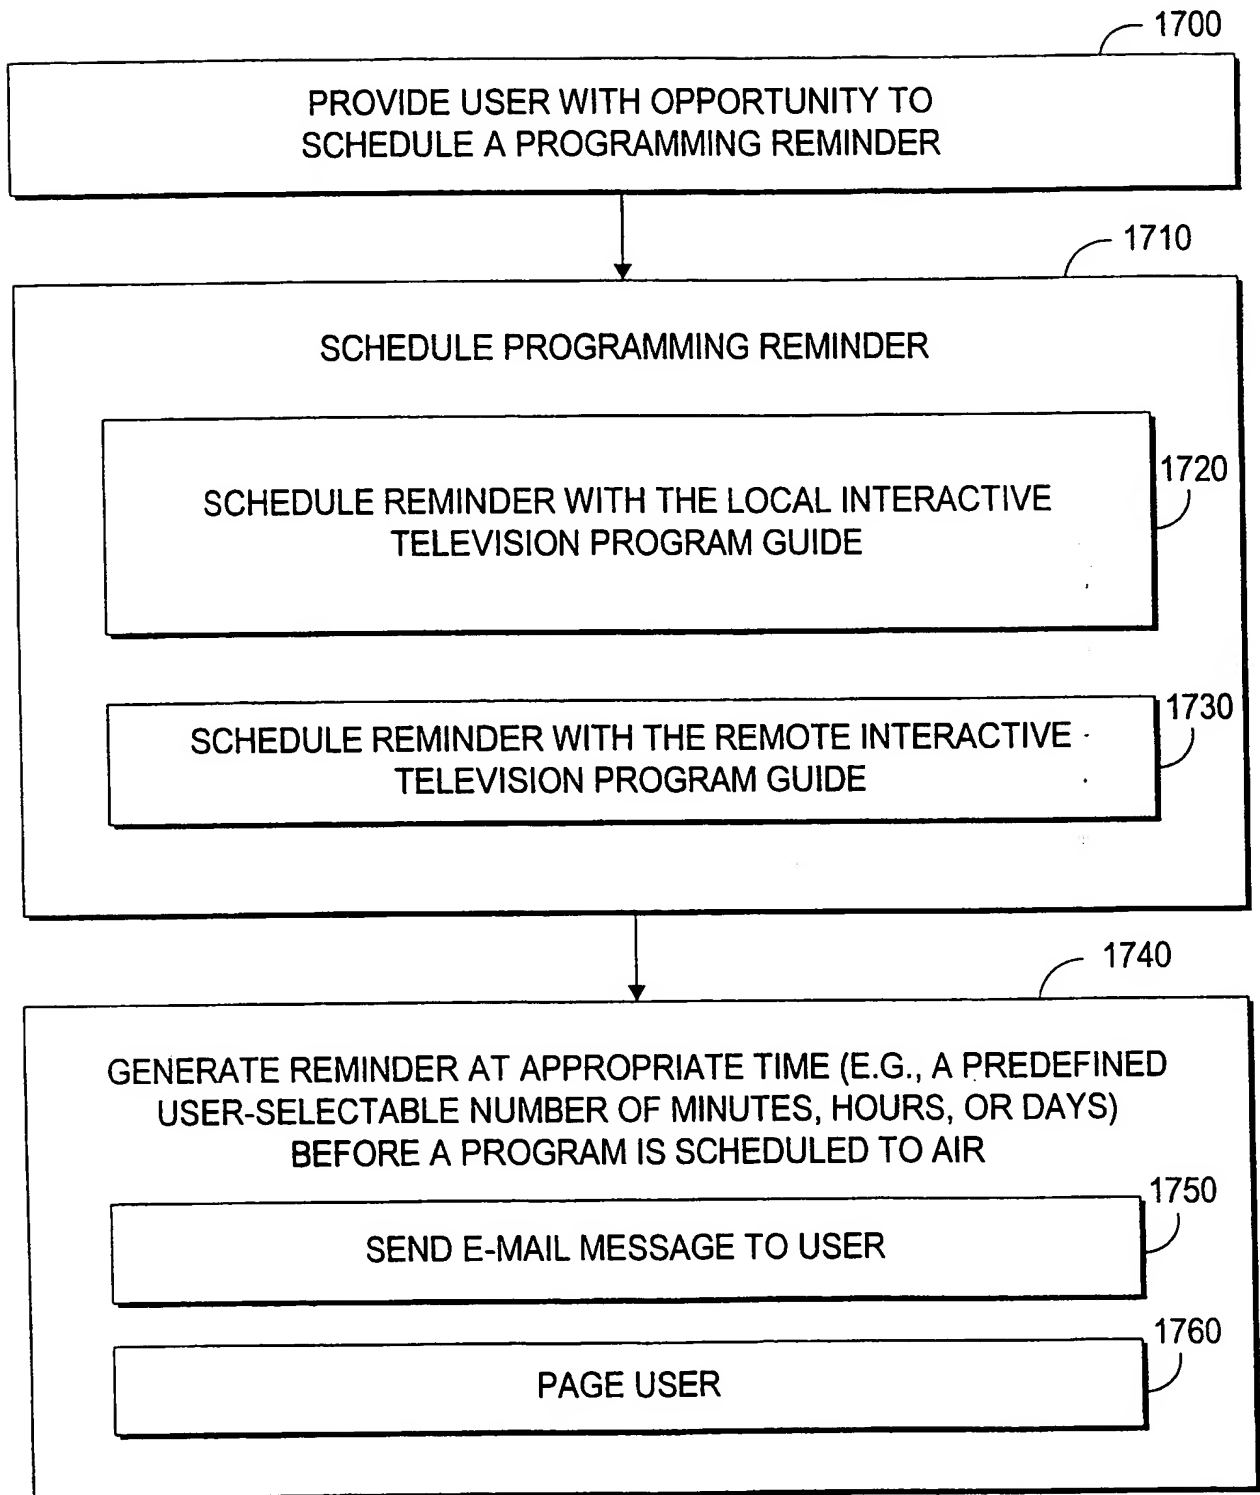 1700
PROVIDE USER WITH OPPORTUNITY TO
SCHEDULE A PROGRAMMING REMINDER
1710
SCHEDULE PROGRAMMING REMINDER
1720
SCHEDULE REMINDER WITH THE LOCAL INTERACTIVE
TELEVISION PROGRAM GUIDE
1730
SCHEDULE REMINDER WITH THE REMOTE INTERACTIVE
TELEVISION PROGRAM GUIDE
1740
GENERATE REMINDER AT APPROPRIATE TIME (E.G., A PREDEFINED
USER-SELECTABLE NUMBER OF MINUTES, HOURS, OR DAYS)
BEFORE A PROGRAM IS SCHEDULED TO AIR
1750
SEND E-MAIL MESSAGE TO USER
1760
PAGE USER